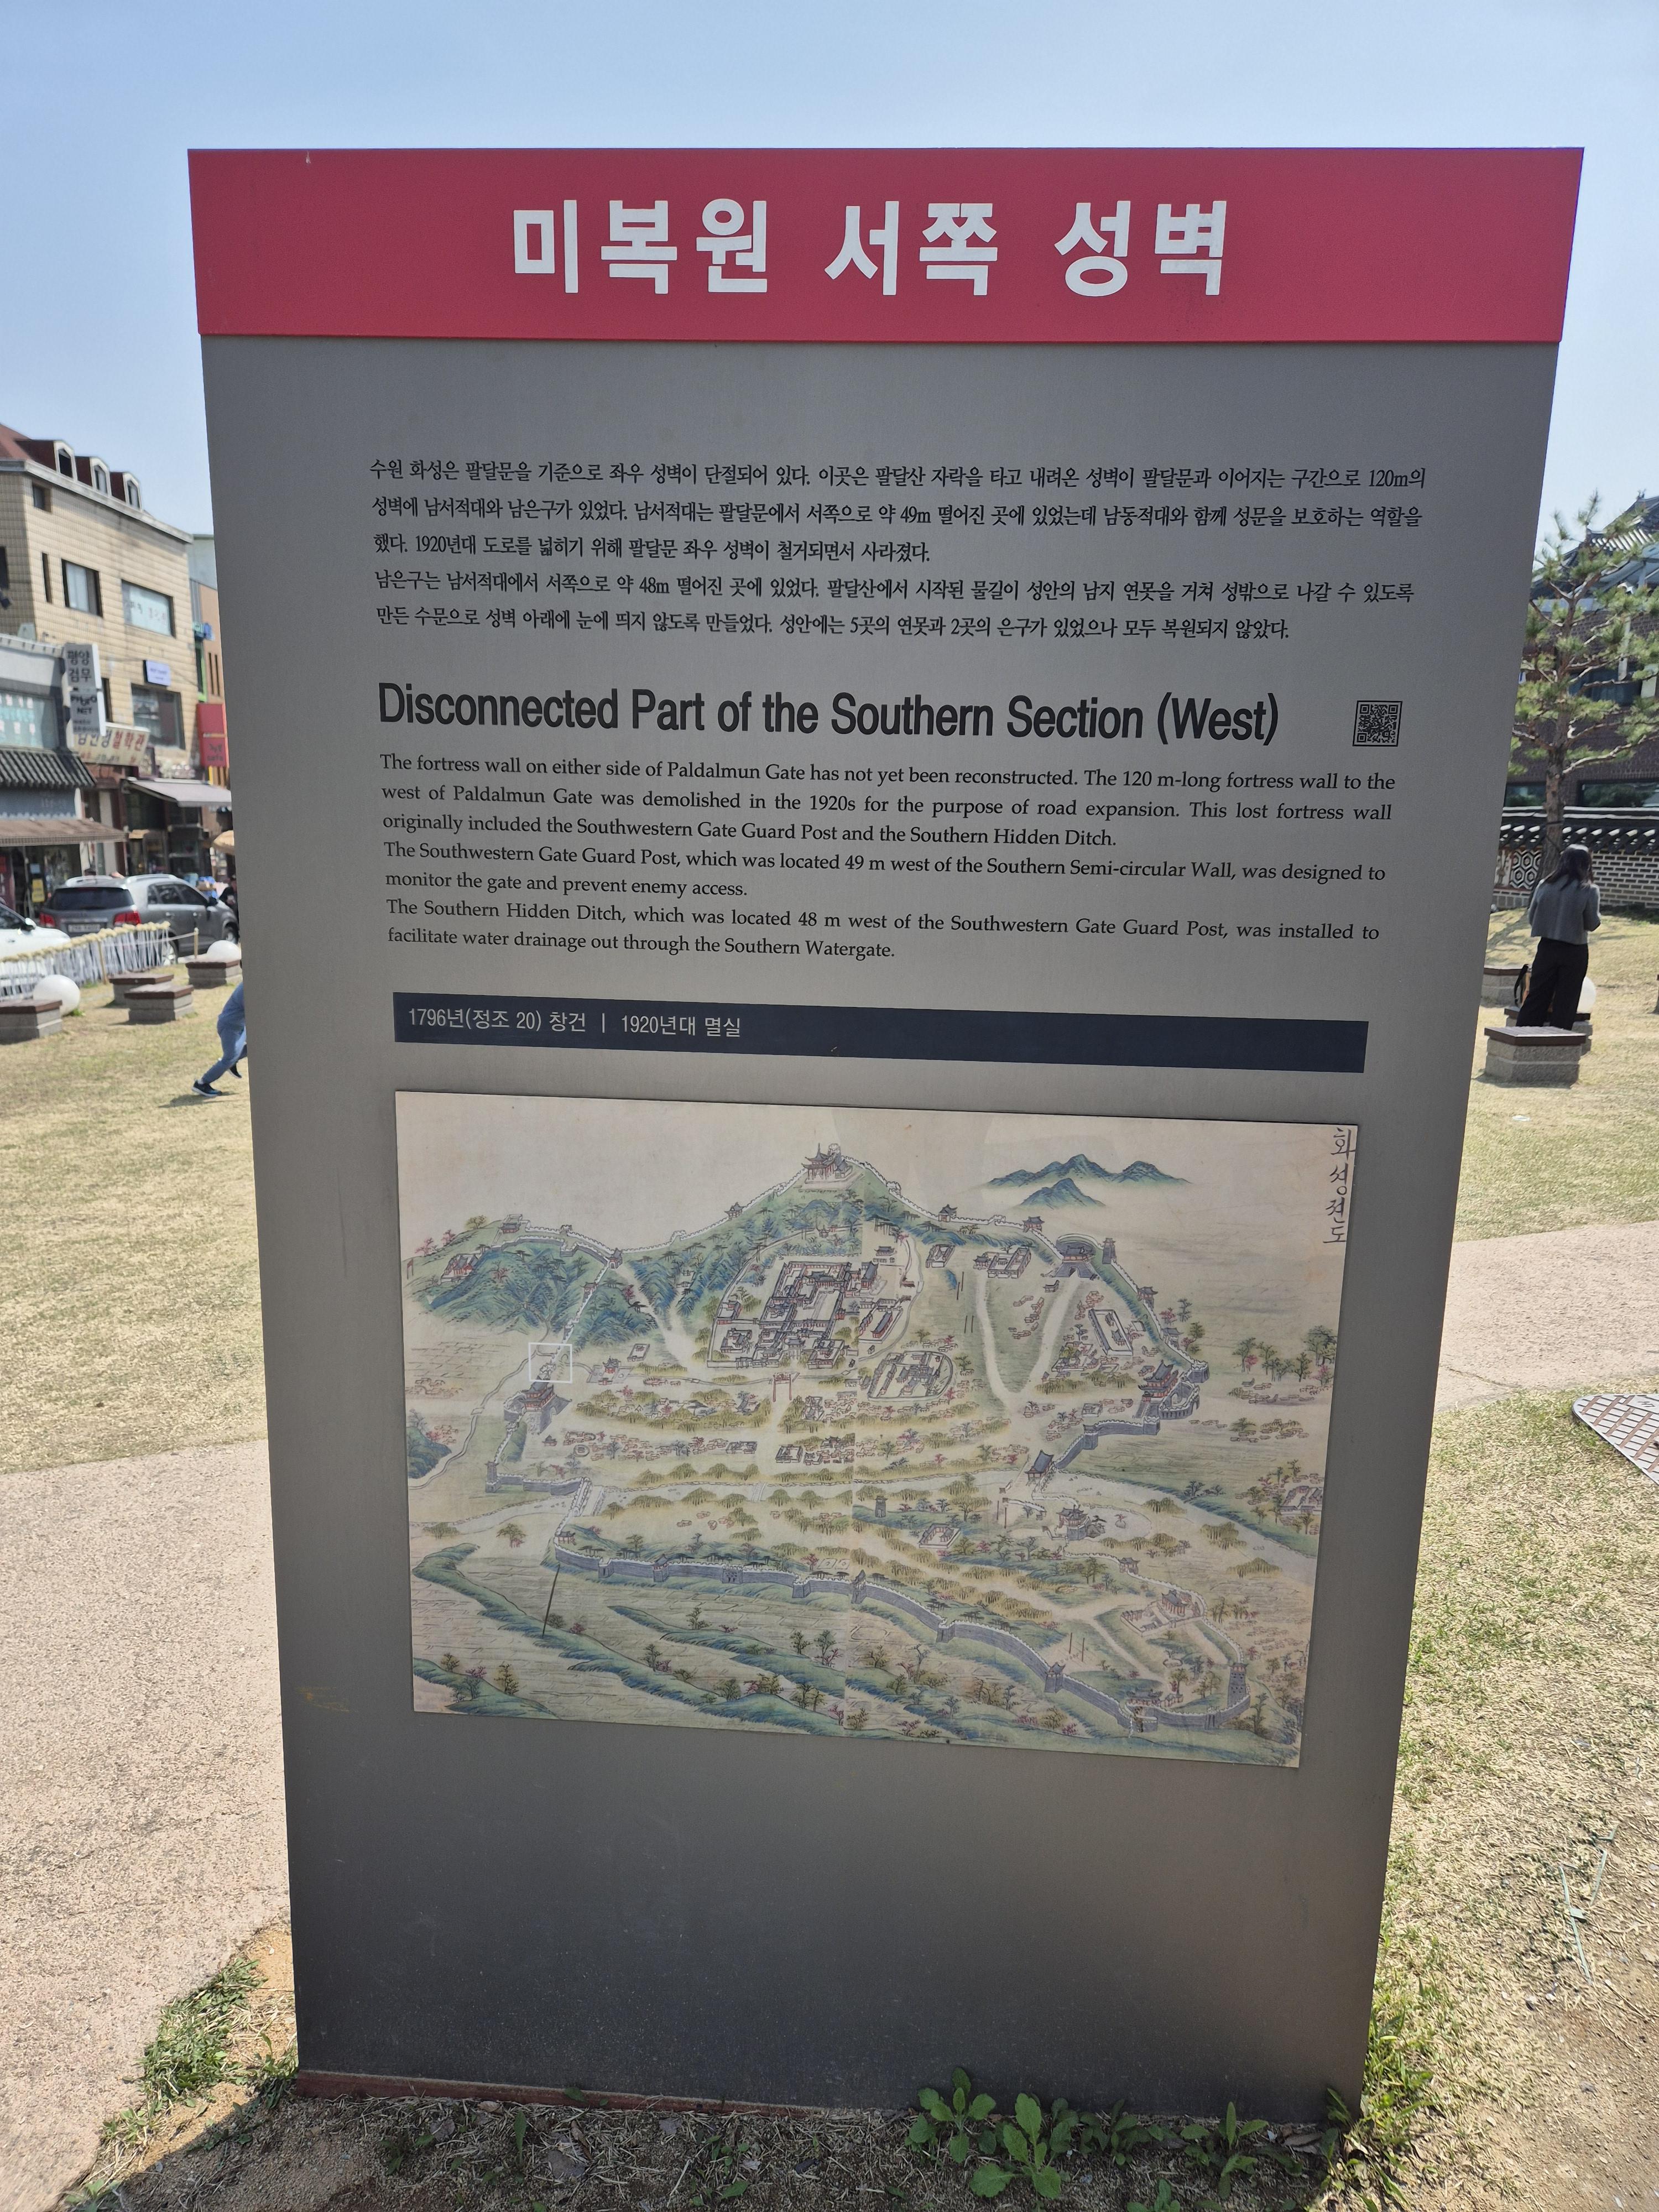 미복원 서쪽 성벽
수원 화성은 팔달문을 기준으로 좌우 성벽이 단절되어 있다. 이곳은 팔달산 자락을 타고 내려온 성벽이 팔달문과 이어지는 구간으로 120m의
성벽에 남서적대와 남은구가 있었다. 남서적대는 팔달문에서 서쪽으로 약 49m 떨어진 곳에 있었는데 남동적대와 함께 성문을 보호하는 역할을
했다. 1920년대 도로를 넓히기 위해 팔달문 좌우 성벽이 철거되면서 사라졌다.
남은구는 남서적대에서 서쪽으로 약 48m 떨어진 곳에 있었다. 팔달산에서 시작된 물길이 성안의 남지 연못을 거쳐 성밖으로 나갈 수 있도록
만든 수문으로 성벽 아래에 눈에 띄지 않도록 만들었다. 성안에는 5곳의 연못과 2곳의 은구가 있었으나 모두 복원되지 않았다.
Disconnected Part of the Southern Section (West)
The fortress wall on either side of Paldalmun Gate has not yet been reconstructed. The 120 m-long fortress wall to the
west of Paldalmun Gate was demolished in the 1920s for the purpose of road expansion. This lost fortress wall
originally included the Southwestern Gate Guard Post and the Southern Hidden Ditch.
The Southwestern Gate Guard Post, which was located 49 m west of the Southern Semi-circular Wall, was designed to
monitor the gate and prevent enemy access.
The Southern Hidden Ditch, which was located 48 m west of the Southwestern Gate Guard Post, was installed to
facilitate water drainage out through the Southern Watergate.
1796년(정조 20) 창건 | 1920년대 멸실
화성전도
평양
검무
NET